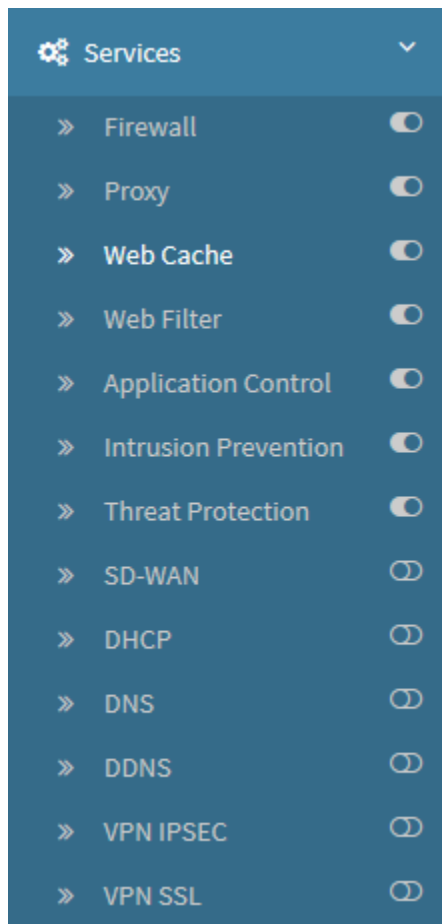 Services
Firewall
Proxy
Web Cache
Web Filter
Application Control
Intrusion Prevention
Threat Protection
SD-WAN
DHCP
DNS
DDNS
VPN IPSEC
VPN SSL